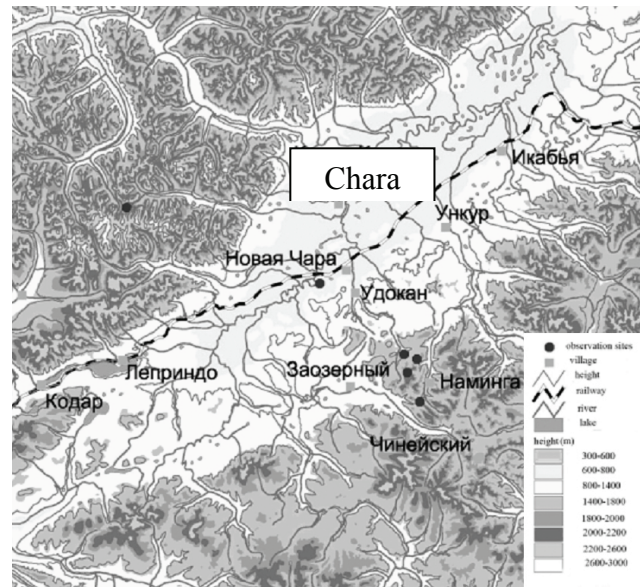 Chara
Икабья
Ункур
Новая Чара
Удокан
Леприндо
Заозерный
Наминга
Кодар
Чинейский
observation sites
village
height
railway
river
lake
height (m)
300-600
600-800
800-1400
1400-1800
1800-2000
2000-2200
2200-2600
2600-3000